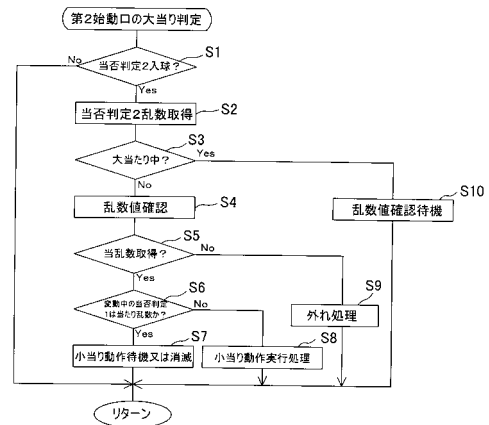 第2始動口の大当り判定
S1
No
当否判定2入球？
Yes
S2
当否判定2乱数取得
S3
大当たり中？
Yes
No
S4
乱数値確認
S10
乱数値確認待機
S5
当乱数取得？
No
Yes
S6
変動中の当否判定
1は当たり乱数か？
No
S9
外れ処理
Yes
S7
小当り動作待機又は消滅
S8
小当り動作実行処理
リターン